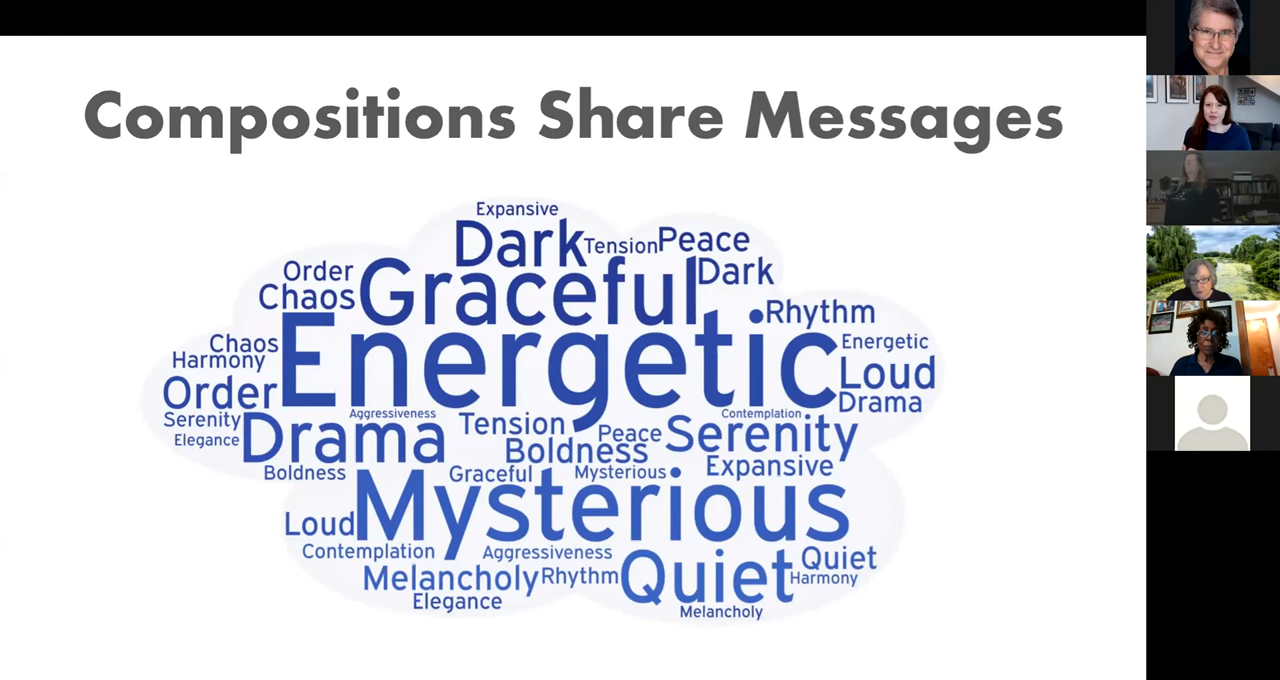 Compositions Share Messages
Expansive
Dark Tension Peace
Order Graceful Dark
Chaos Rhythm
Chaos Energetic Energetic
Harmony Loud
Order Drama
Serenity Aggressiveness Tension Contemplation
Elegance Drama Boldness Peace Serenity
Boldness Graceful Mysterious Expansive
Loud Mysterious
Contemplation Aggressiveness Quiet
Melancholy Rhythm Quiet Harmony
Elegance Melancholy